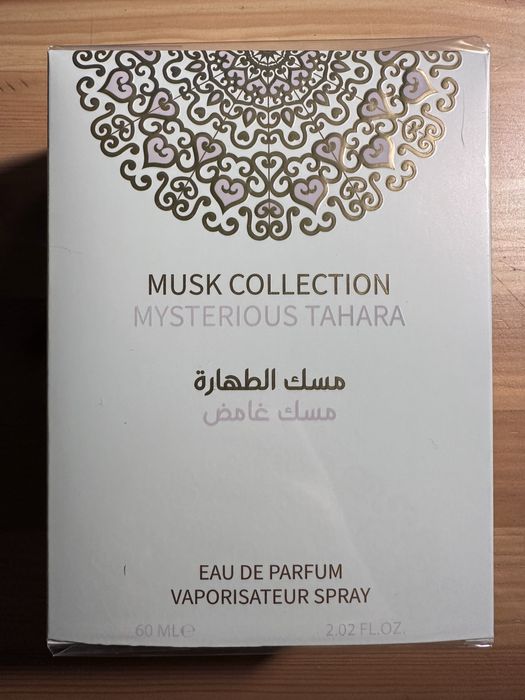 MUSK COLLECTION
MYSTERIOUS TAHARA
مسك الطهارة
مسك غامض
EAU DE PARFUM
VAPORISATEUR SPRAY
60 ML℮ 2.02 FL.OZ.